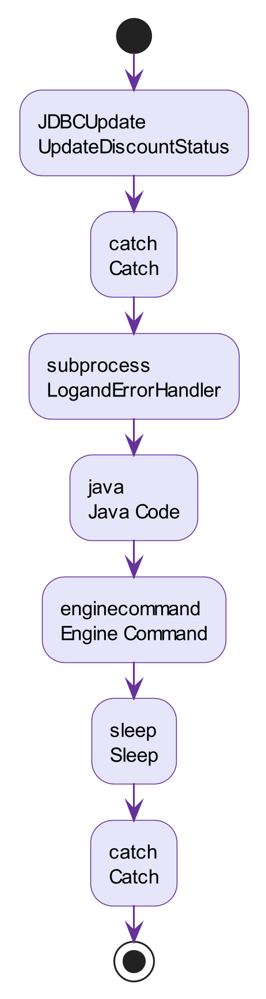 JDBCUpdate
UpdateDiscountStatus
catch
Catch
subprocess
LogandErrorHandler
java
Java Code
enginecommand
Engine Command
sleep
Sleep
catch
Catch